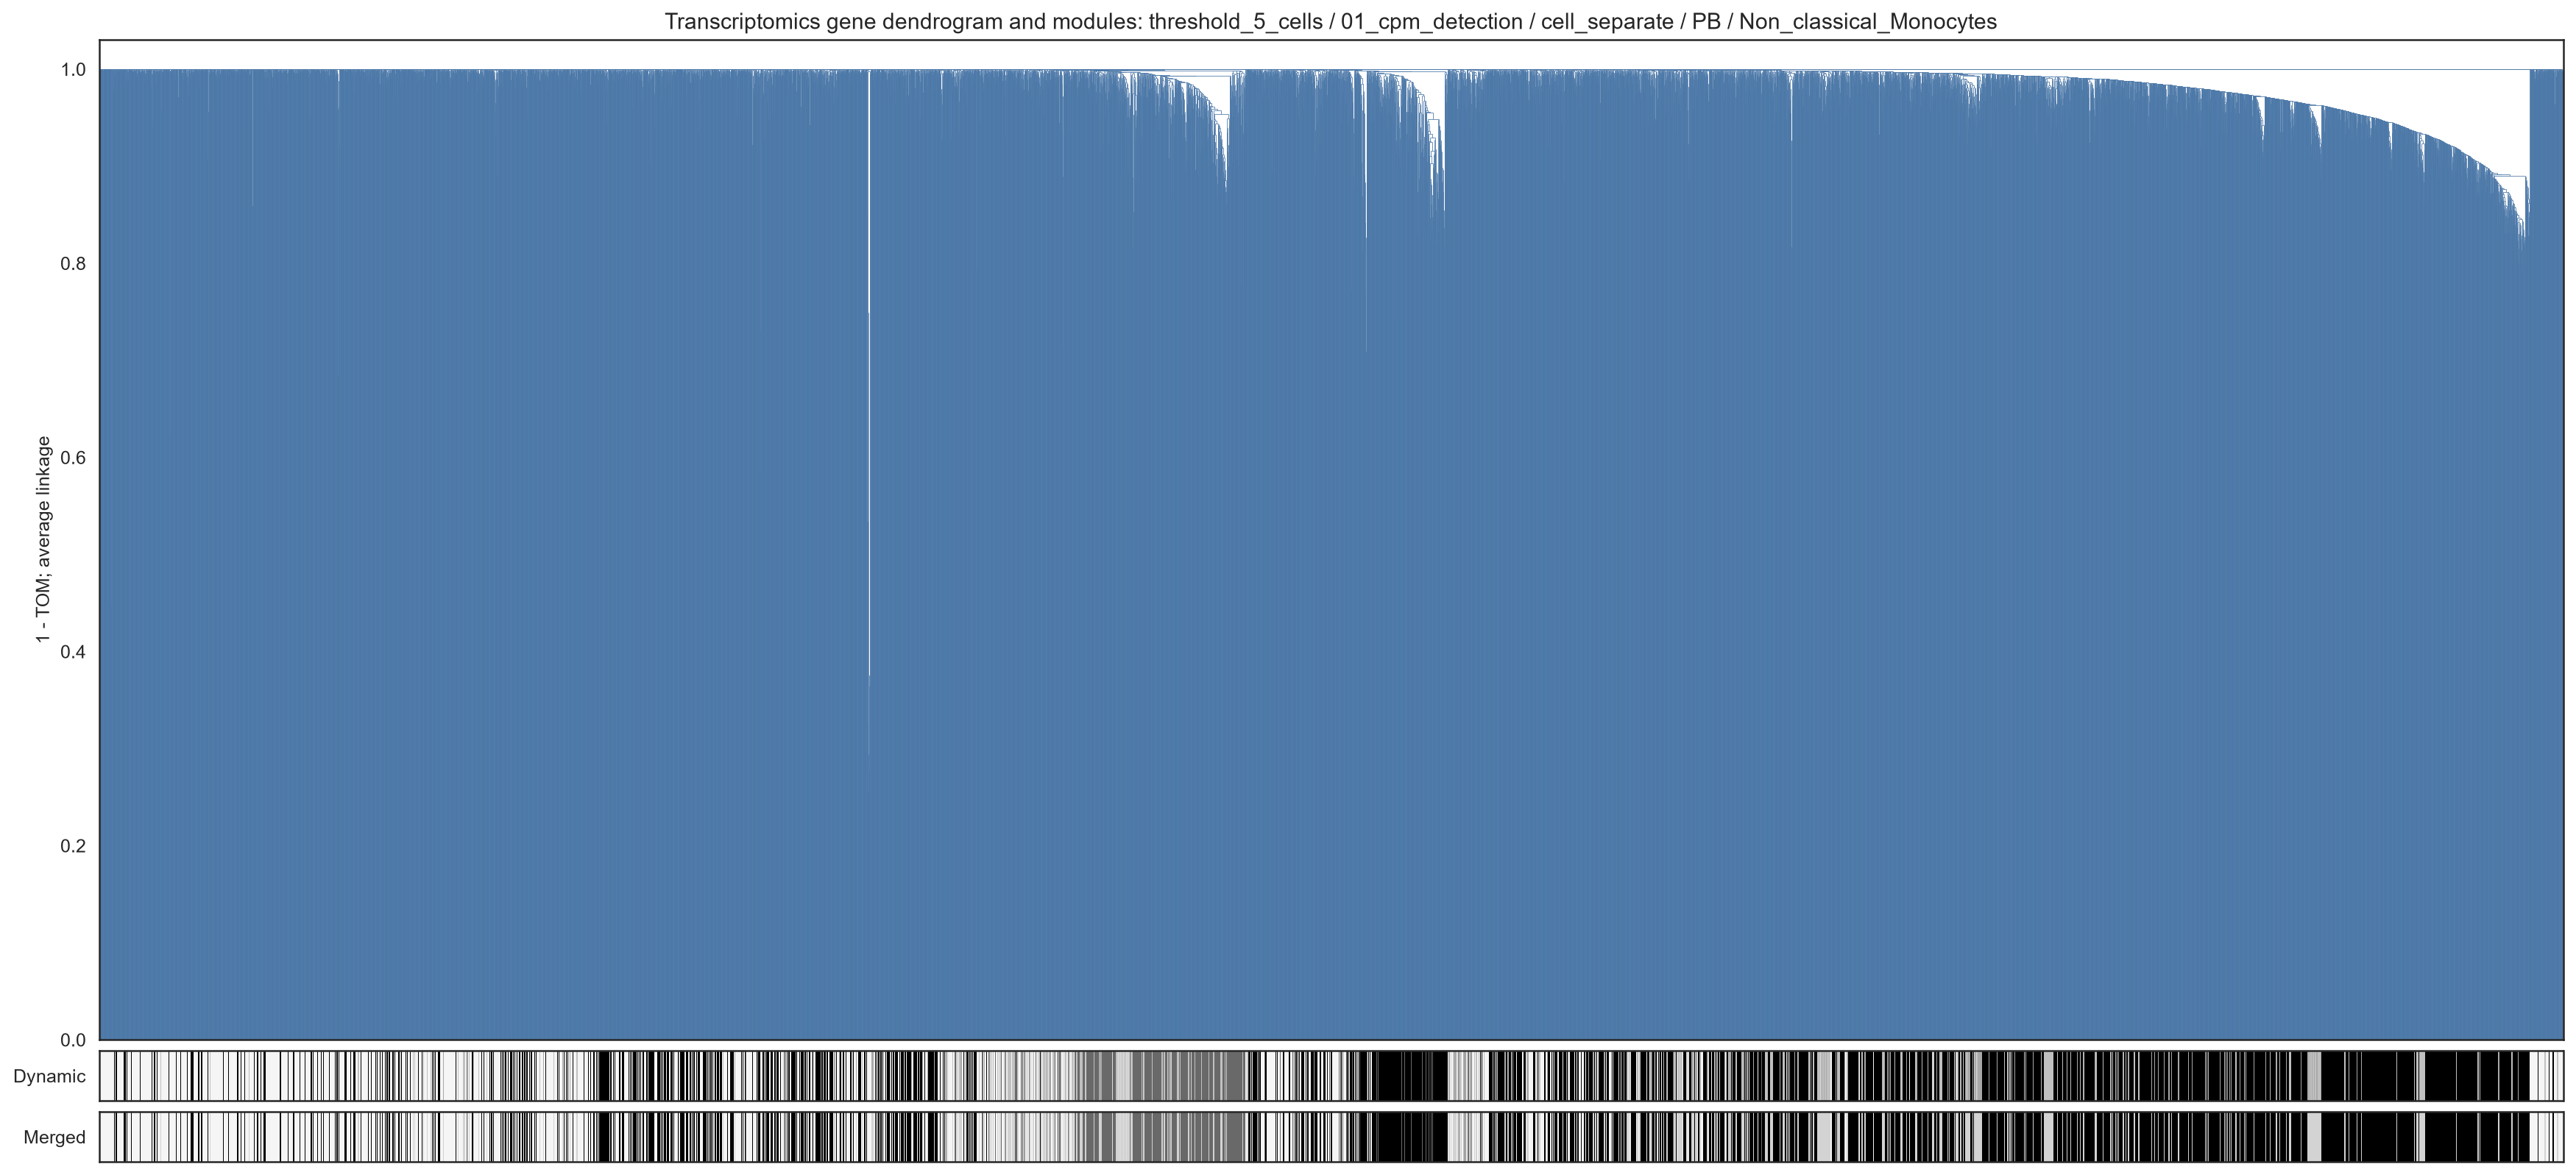 Transcriptomics gene dendrogram and modules: threshold_5_cells / 01_cpm_detection / cell_separate / PB / Non_classical_Monocytes
1.0
0.8
0.6
0.4
0.2
0.0
1 - TOM; average linkage
Dynamic
Merged